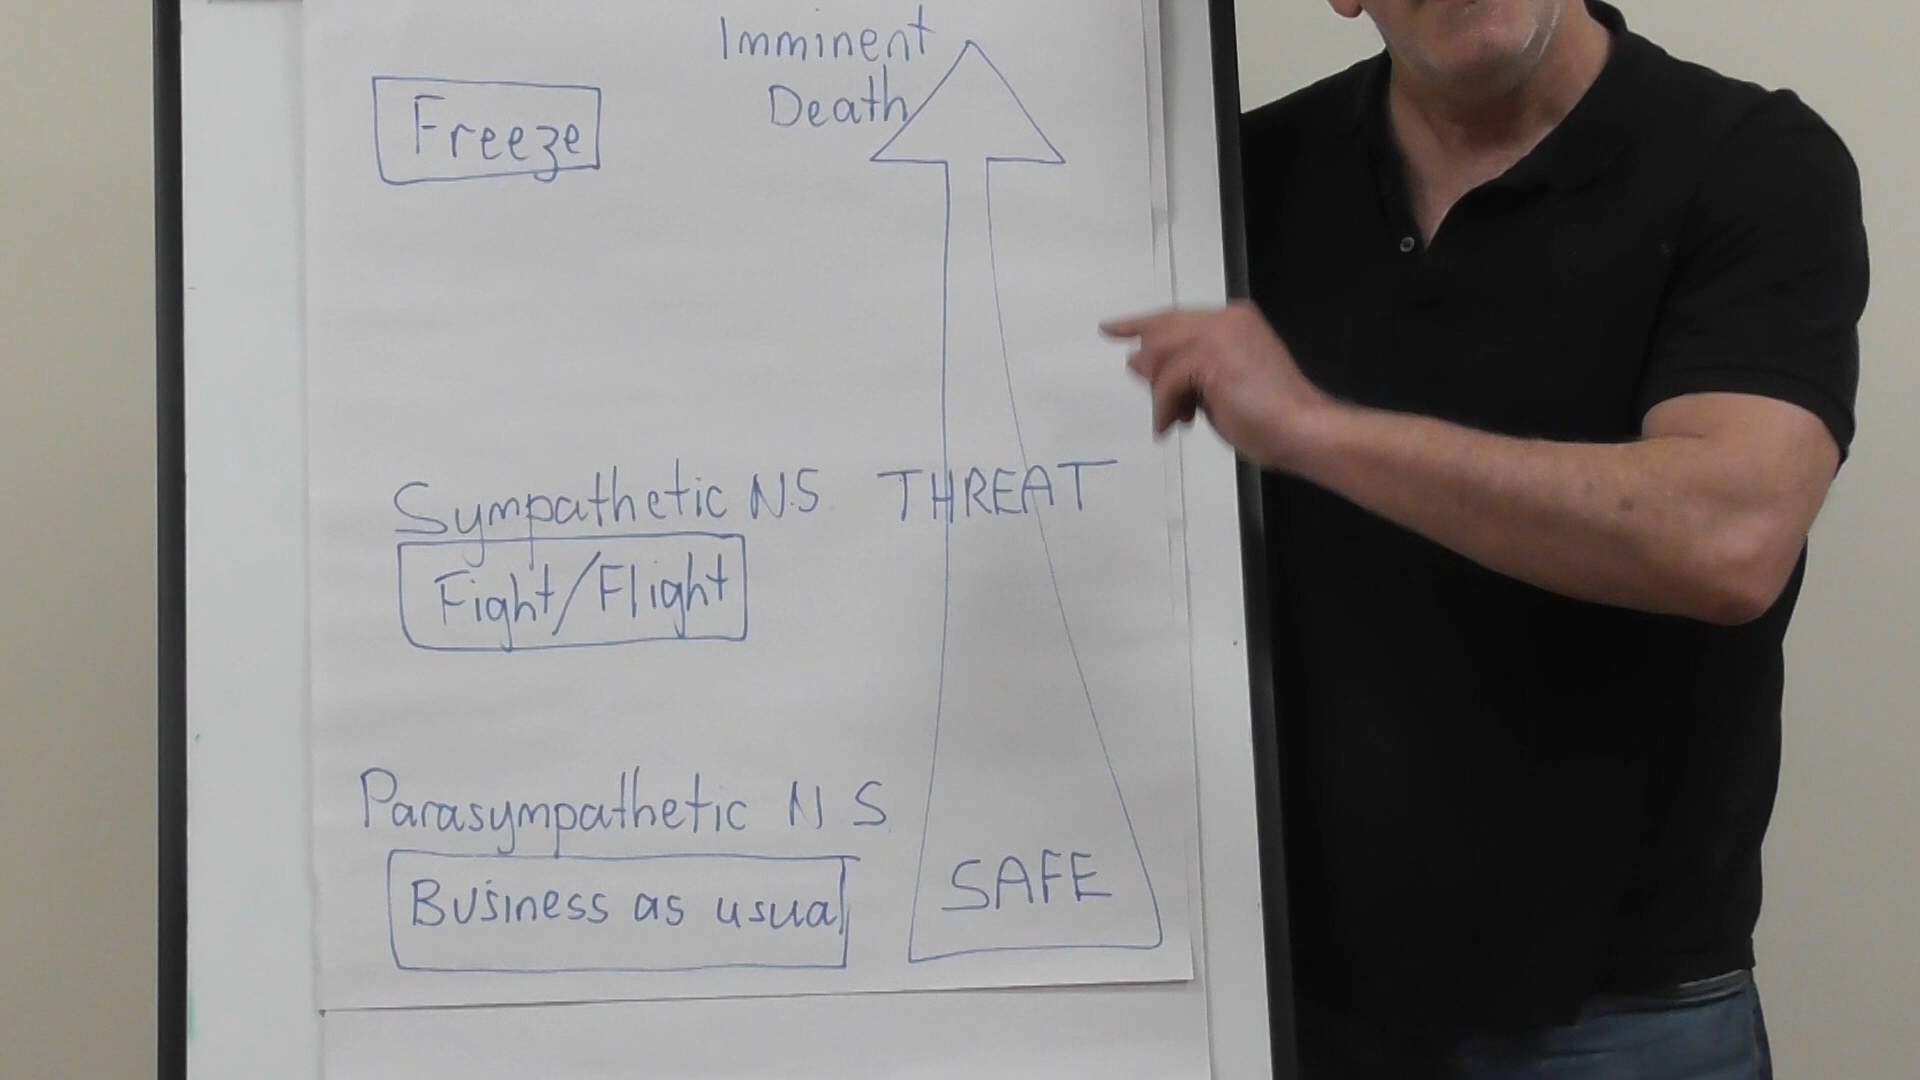 Imminent
Death
Freeze
Sympathetic N.S. THREAT
Fight/Flight
Parasympathetic N S
Business as usual
SAFE